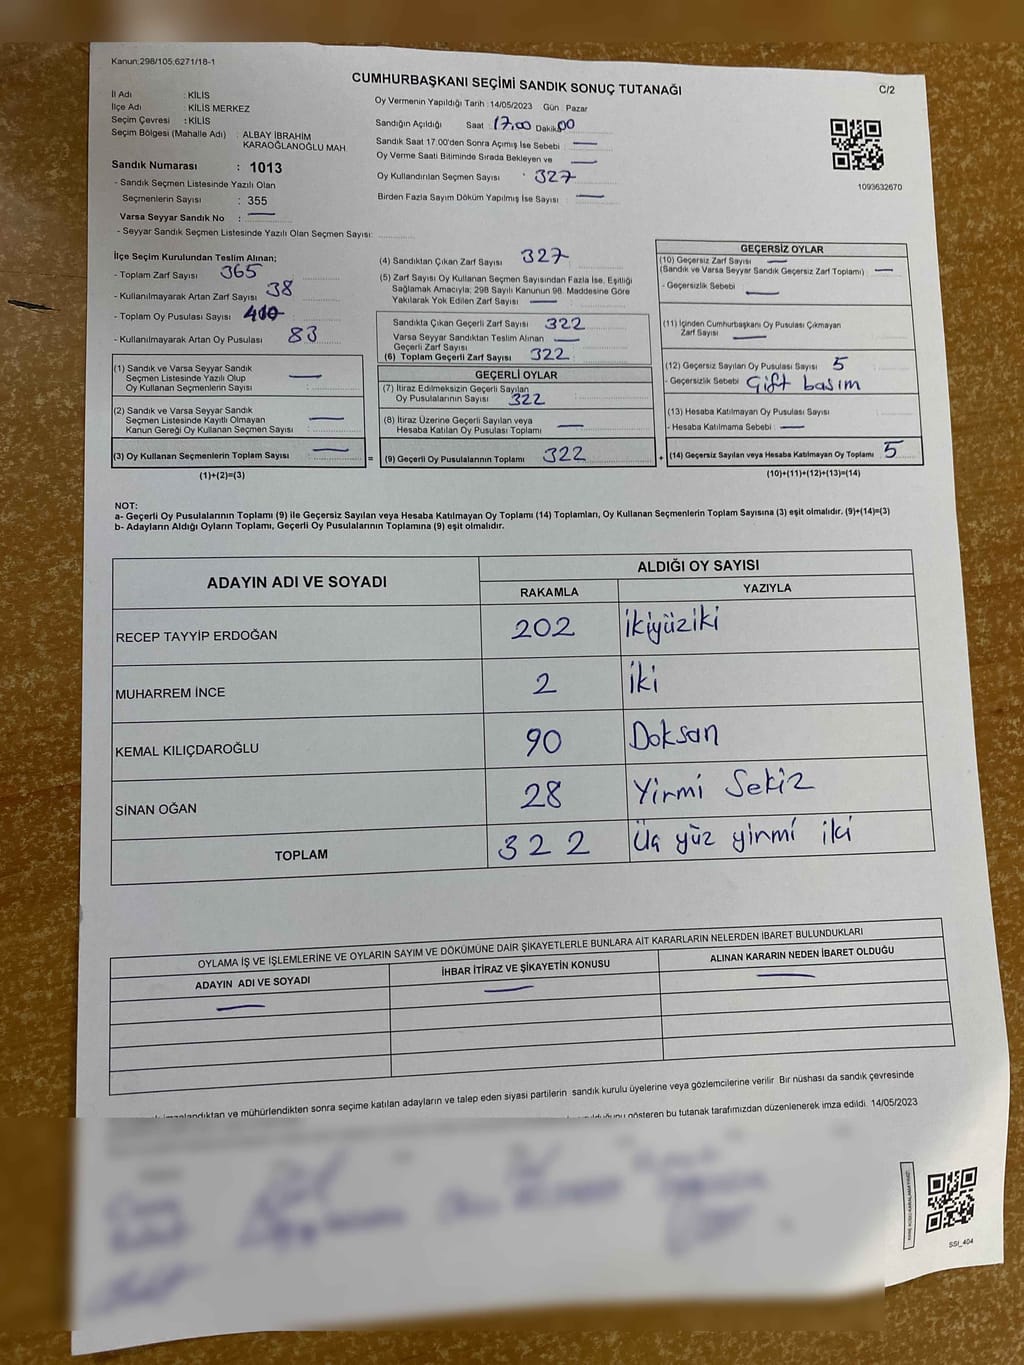 Kanun:298/105,6271/18-1
CUMHURBAŞKANI SEÇİMİ SANDIK SONUÇ TUTANAĞI
C/2
İl Adı : KİLİS
İlçe Adı : KİLİS MERKEZ
Seçim Çevresi : KİLİS
Seçim Bölgesi (Mahalle Adı) : ALBAY İBRAHİM KARAOĞLANOĞLU MAH.
Sandık Numarası : 1013
- Sandık Seçmen Listesinde Yazılı Olan
Seçmenlerin Sayısı : 355
Varsa Seyyar Sandık No : —
- Seyyar Sandık Seçmen Listesinde Yazılı Olan Seçmen Sayısı:
Oy Vermenin Yapıldığı Tarih : 14/05/2023 Gün : Pazar
Sandığın Açıldığı Saat : 17,00 Dakika 00
Sandık Saat 17.00'den Sonra Açımış İse Sebebi —
Oy Verme Saati Bitiminde Sırada Bekleyen ve —
Oy Kullandırılan Seçmen Sayısı : 327
Birden Fazla Sayım Döküm Yapılmış İse Sayısı : —
1093632670
İlçe Seçim Kurulundan Teslim Alınan;
- Toplam Zarf Sayısı 365
- Kullanılmayarak Artan Zarf Sayısı 38
- Toplam Oy Pusulası Sayısı 410
- Kullanılmayarak Artan Oy Pusulası 83
(1) Sandık ve Varsa Seyyar Sandık
Seçmen Listesinde Yazılı Olup
Oy Kullanan Seçmenlerin Sayısı : —
(2) Sandık ve Varsa Seyyar Sandık
Seçmen Listesinde Kayıtlı Olmayan
Kanun Gereği Oy Kullanan Seçmen Sayısı : —
(3) Oy Kullanan Seçmenlerin Toplam Sayısı : —
(1)+(2)=(3)
(4) Sandıktan Çıkan Zarf Sayısı 327
(5) Zarf Sayısı Oy Kullanan Seçmen Sayısından Fazla İse, Eşitliği
Sağlamak Amacıyla; 298 Sayılı Kanunun 98. Maddesine Göre
Yakılarak Yok Edilen Zarf Sayısı —
Sandıkta Çıkan Geçerli Zarf Sayısı 322
Varsa Seyyar Sandıktan Teslim Alınan
Geçerli Zarf Sayısı —
(6) Toplam Geçerli Zarf Sayısı 322
GEÇERLİ OYLAR
(7) İtiraz Edilmeksizin Geçerli Sayılan
Oy Pusulalarının Sayısı 322
(8) İtiraz Üzerine Geçerli Sayılan veya
Hesaba Katılan Oy Pusulası Toplamı —
= (9) Geçerli Oy Pusulalarının Toplamı 322
GEÇERSİZ OYLAR
(10) Geçersiz Zarf Sayısı —
(Sandık ve Varsa Seyyar Sandık Geçersiz Zarf Toplamı) —
- Geçersizlik Sebebi —
(11) İçinden Cumhurbaşkanı Oy Pusulası Çıkmayan
Zarf Sayısı —
(12) Geçersiz Sayılan Oy Pusulası Sayısı 5
- Geçersizlik Sebebi Çift basım
(13) Hesaba Katılmayan Oy Pusulası Sayısı
- Hesaba Katılmama Sebebi —
+ (14) Geçersiz Sayılan veya Hesaba Katılmayan Oy Toplamı 5
(10)+(11)+(12)+(13)=(14)
NOT:
a- Geçerli Oy Pusulalarının Toplamı (9) ile Geçersiz Sayılan veya Hesaba Katılmayan Oy Toplamı (14) Toplamları, Oy Kullanan Seçmenlerin Toplam Sayısına (3) eşit olmalıdır. (9)+(14)=(3)
b- Adayların Aldığı Oyların Toplamı, Geçerli Oy Pusulalarının Toplamına (9) eşit olmalıdır.
ADAYIN ADI VE SOYADI
ALDIĞI OY SAYISI
RAKAMLA YAZIYLA
RECEP TAYYİP ERDOĞAN 202 İkiyüziki
MUHARREM İNCE 2 İki
KEMAL KILIÇDAROĞLU 90 Doksan
SİNAN OĞAN 28 Yirmi Sekiz
TOPLAM 322 Üç yüz yirmi iki
OYLAMA İŞ VE İŞLEMLERİNE VE OYLARIN SAYIM VE DÖKÜMÜNE DAİR ŞİKAYETLERLE BUNLARA AİT KARARLARIN NELERDEN İBARET BULUNDUKLARI
ADAYIN ADI VE SOYADI İHBAR İTİRAZ VE ŞİKAYETİN KONUSU ALINAN KARARIN NEDEN İBARET OLDUĞU
— — —
ve mühürlendikten sonra seçime katılan adayların ve talep eden siyasi partilerin sandık kurulu üyelerine veya gözlemcilerine verilir Bir nüshası da sandık çevresinde
gösteren bu tutanak tarafımızdan düzenlenerek imza edildi. 14/05/2023
SSI_404